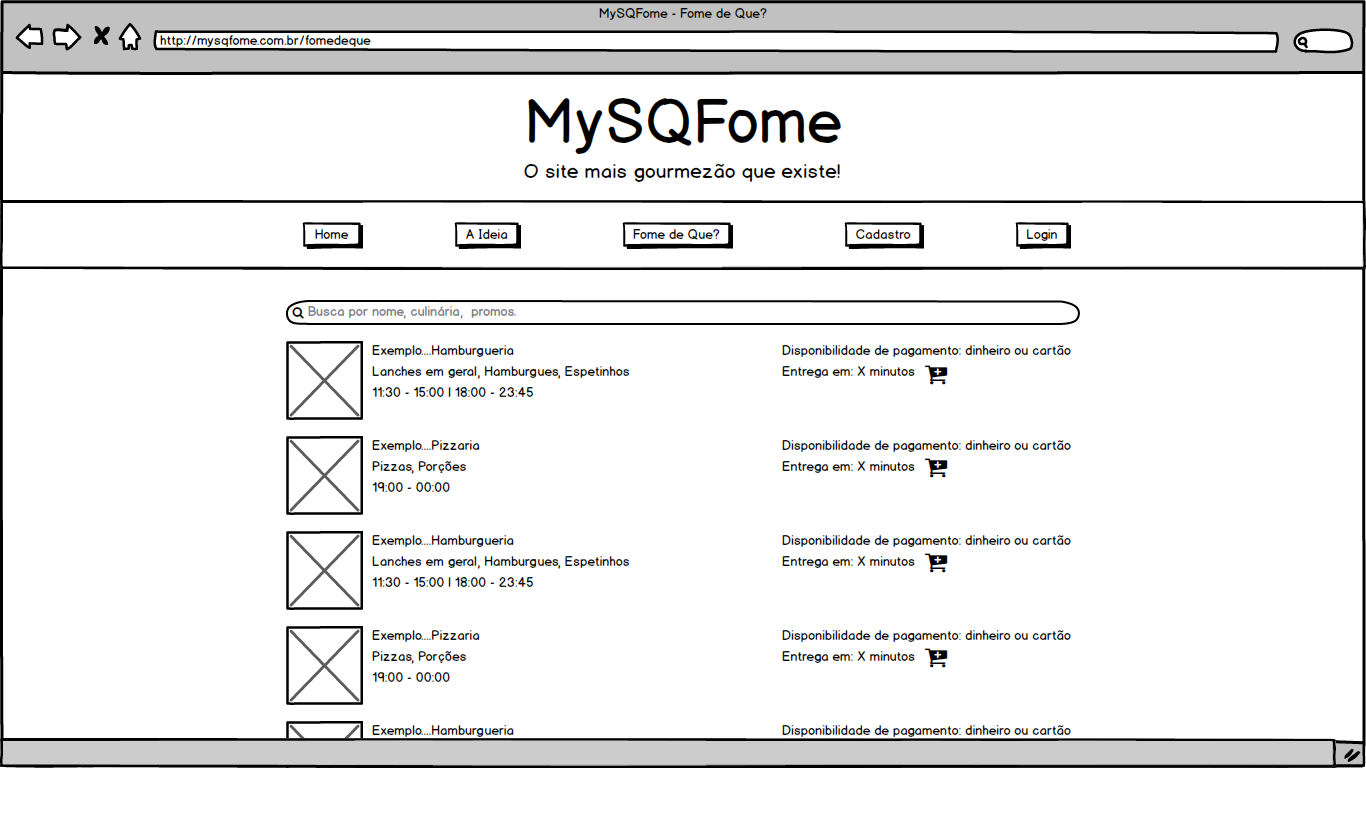 MySQFome - Fome de Que?
http://mysqfome.com.br/fomedeque
MySQFome
O site mais gourmezão que existe!
Home A Ideia Fome de Que? Cadastro Login
Busca por nome, culinária, promos.
Exemplo....Hamburgueria Disponibilidade de pagamento: dinheiro ou cartão
Lanches em geral, Hamburgues, Espetinhos Entrega em: X minutos
11:30 - 15:00 | 18:00 - 23:45
Exemplo....Pizzaria Disponibilidade de pagamento: dinheiro ou cartão
Pizzas, Porções Entrega em: X minutos
19:00 - 00:00
Exemplo....Hamburgueria Disponibilidade de pagamento: dinheiro ou cartão
Lanches em geral, Hamburgues, Espetinhos Entrega em: X minutos
11:30 - 15:00 | 18:00 - 23:45
Exemplo....Pizzaria Disponibilidade de pagamento: dinheiro ou cartão
Pizzas, Porções Entrega em: X minutos
19:00 - 00:00
Exemplo....Hamburgueria Disponibilidade de pagamento: dinheiro ou cartão